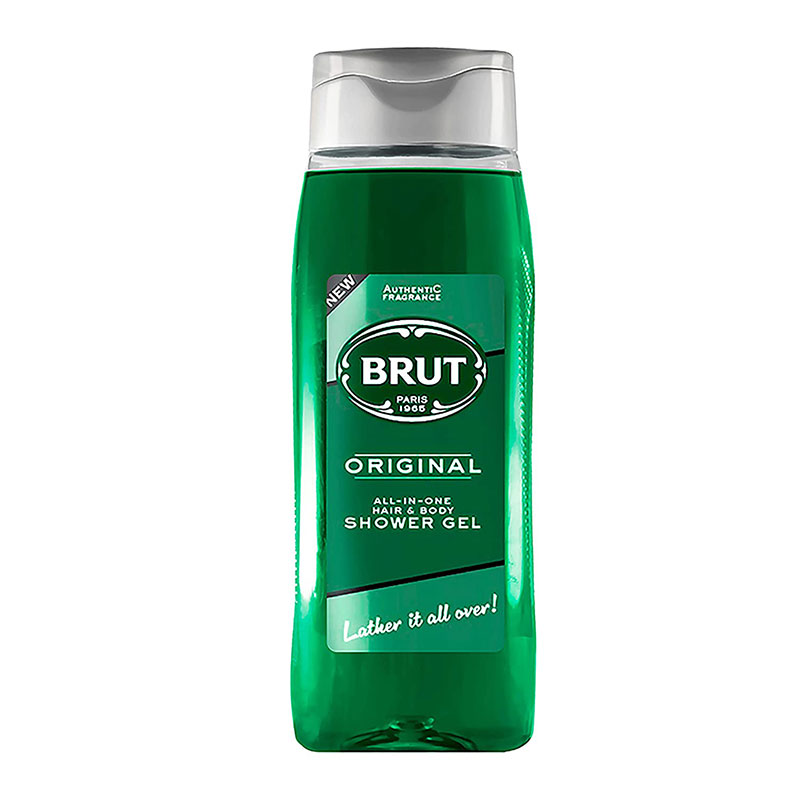 NEW
AUTHENTIC
FRAGRANCE
BRUT
PARIS
1965
ORIGINAL
ALL-IN-ONE
HAIR & BODY
SHOWER GEL
Lather it all over!